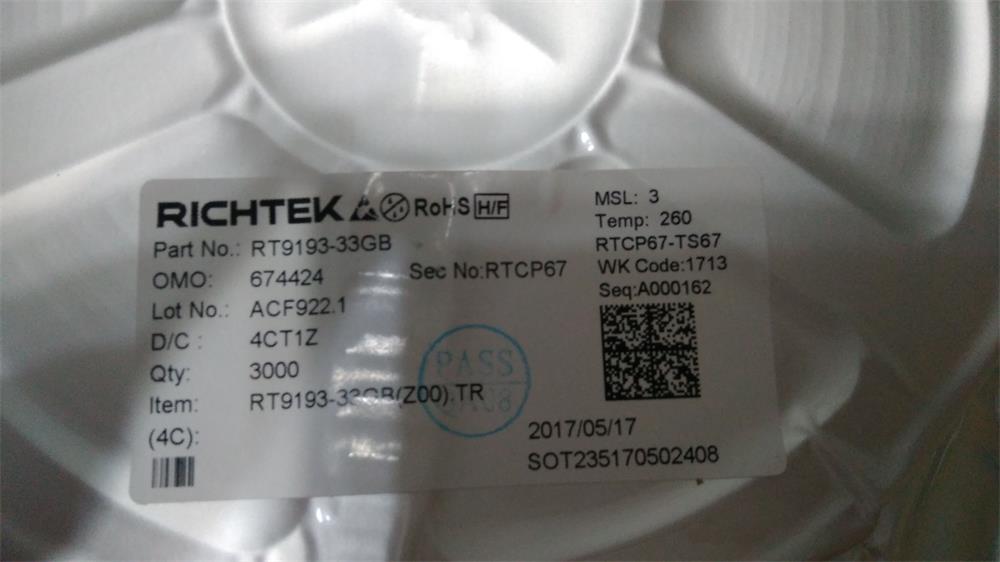 RICHTEK RoHS H/F
Part No.: RT9193-33GB
OMO: 674424 Sec No:RTCP67
Lot No.: ACF922.1
D/C : 4CT1Z
Qty: 3000
Item: RT9193-33GB(Z00).TR
(4C):
MSL: 3
Temp: 260
RTCP67-TS67
WK Code:1713
Seq:A000162
PASS
2017/05/17
SOT235170502408